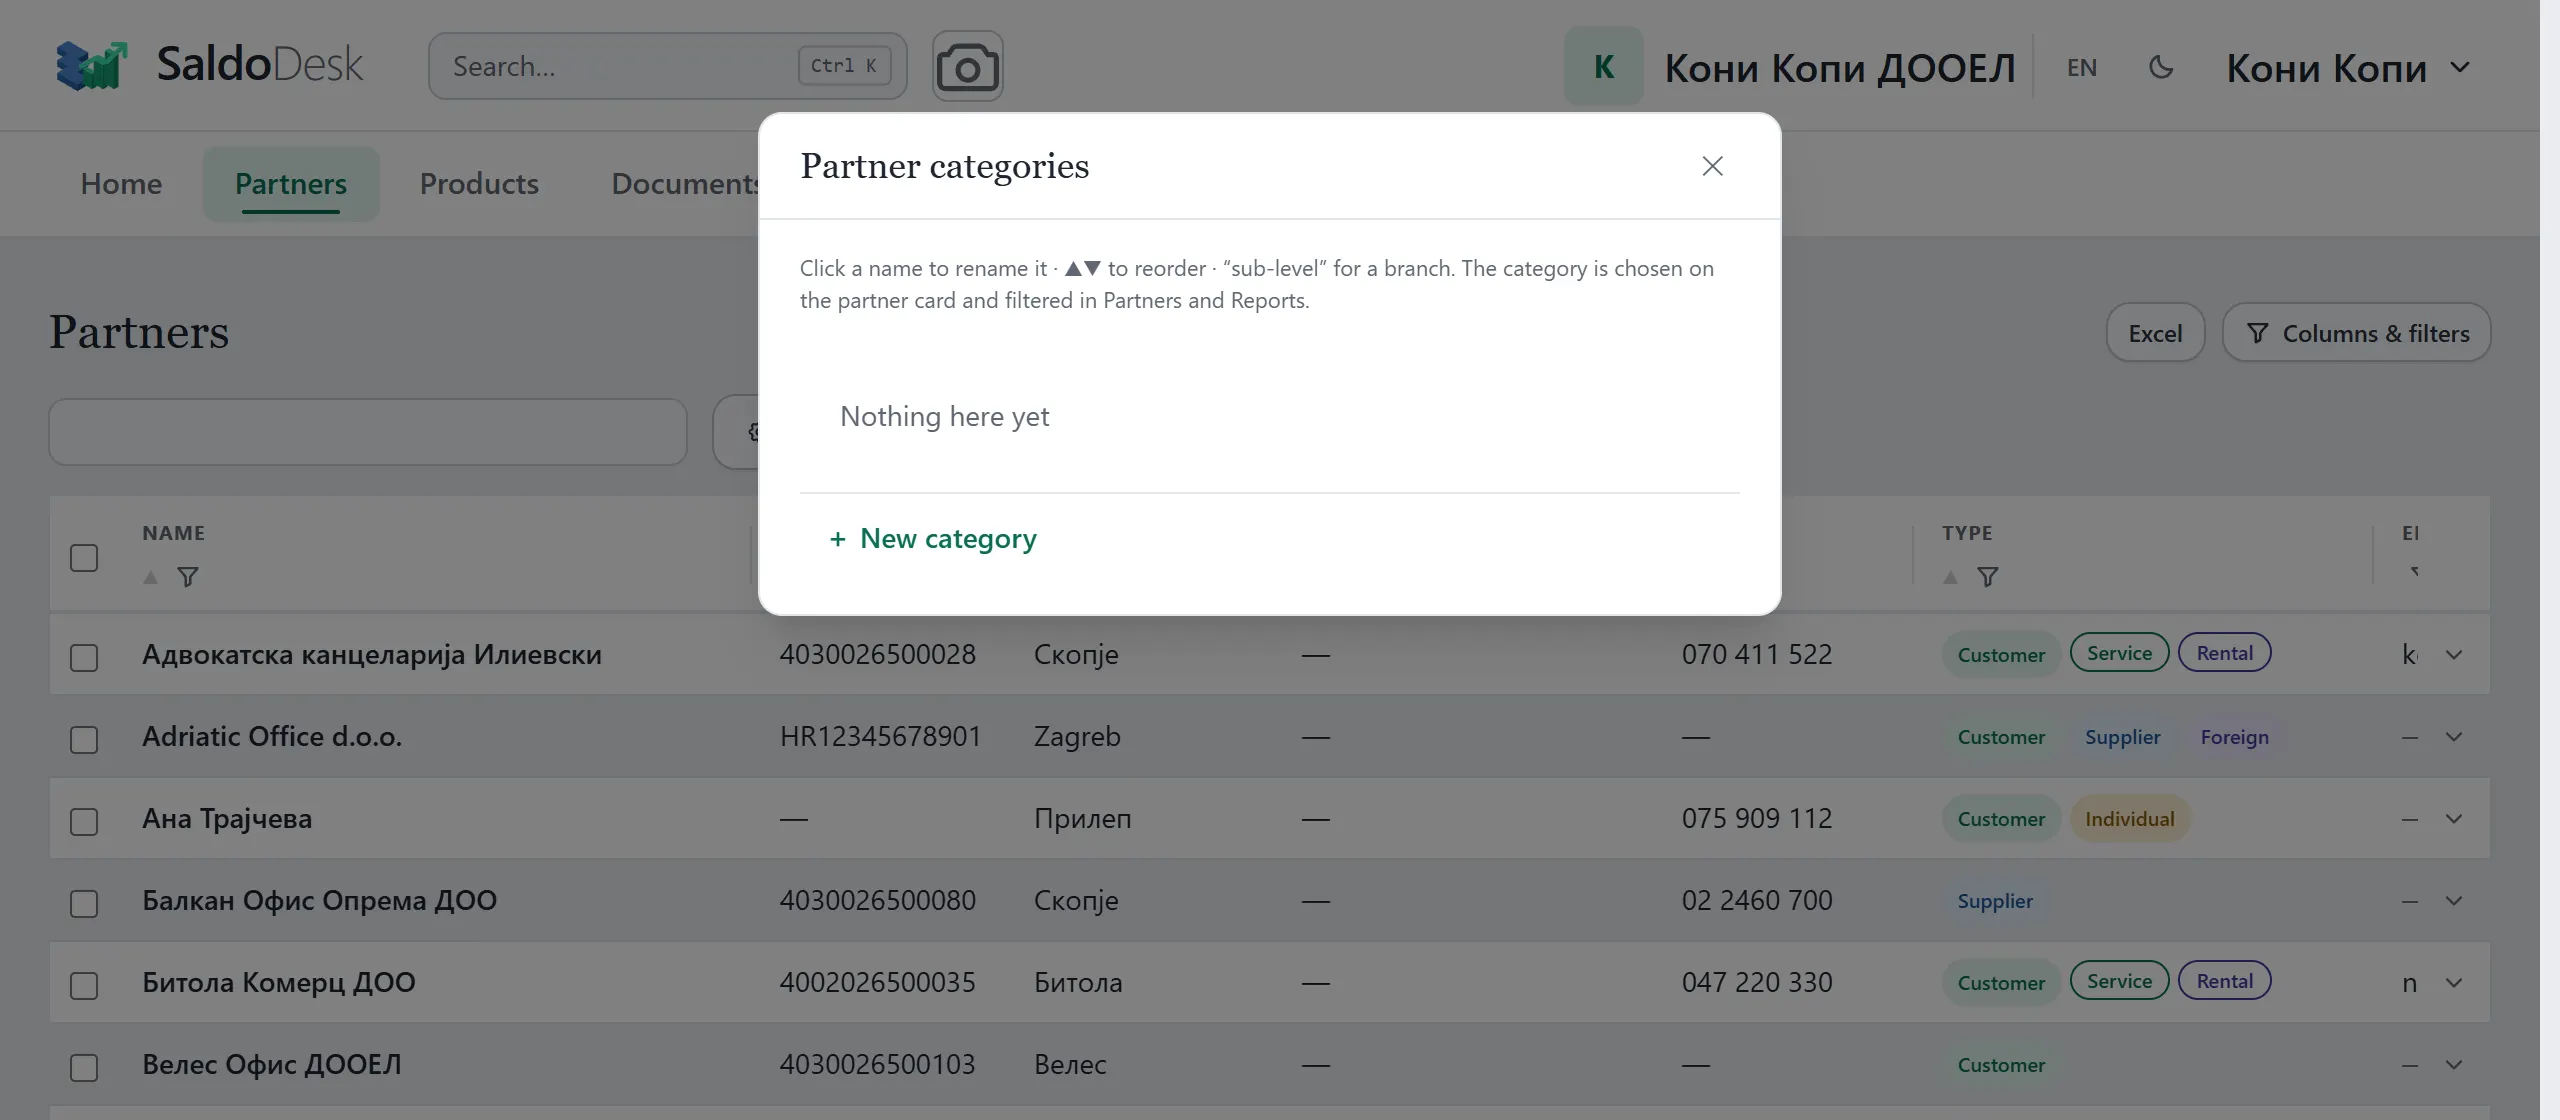 SaldoDesk
Search...
Ctrl K
K
Кони Копи ДООЕЛ
EN
Кони Копи
Home
Partners
Products
Documents
Partner categories
Click a name to rename it · ▲▼ to reorder · “sub-level” for a branch. The category is chosen on
the partner card and filtered in Partners and Reports.
Nothing here yet
+ New category
Partners
Excel
Columns & filters
NAME
TYPE
Адвокатска канцеларија Илиевски 4030026500028 Скопје — 070 411 522 Customer Service Rental
Adriatic Office d.o.o. HR12345678901 Zagreb — — Customer Supplier Foreign —
Ана Трајчева — Прилеп — 075 909 112 Customer Individual —
Балкан Офис Опрема ДОО 4030026500080 Скопје — 02 2460 700 Supplier —
Битола Комерц ДОО 4002026500035 Битола — 047 220 330 Customer Service Rental
Велес Офис ДООЕЛ 4030026500103 Велес — — Customer —